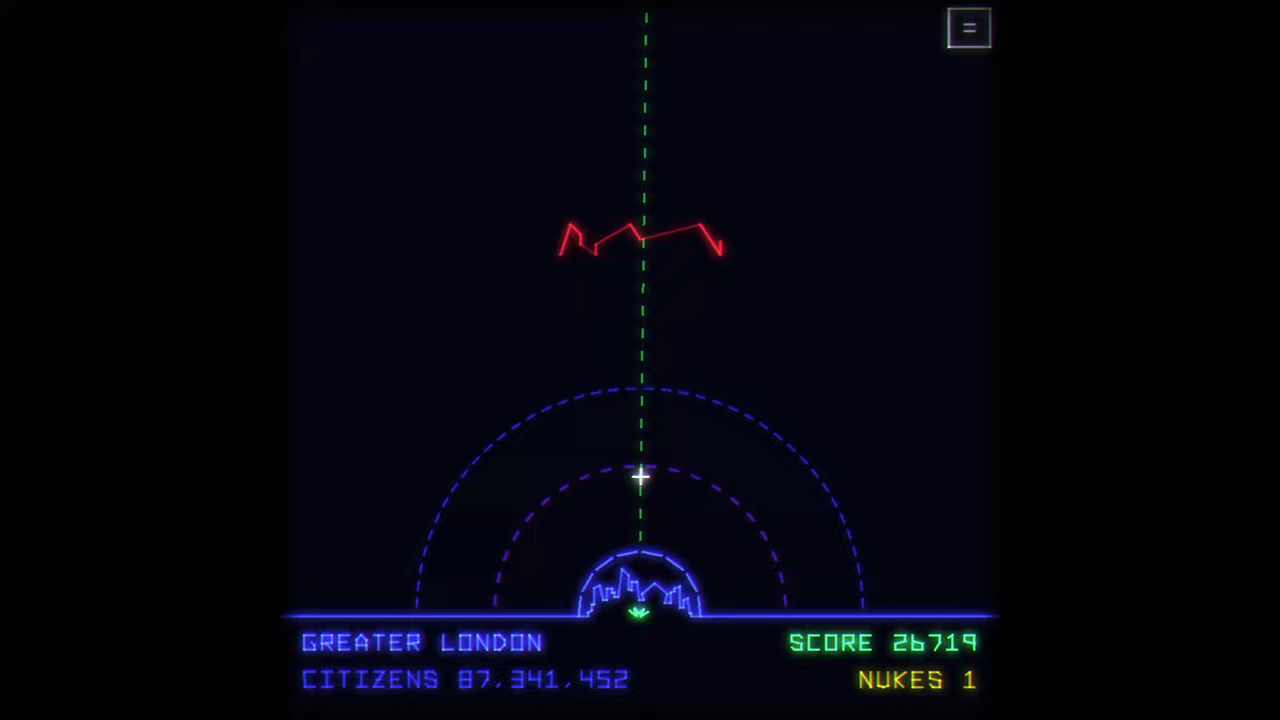 GREATER LONDON
SCORE 26719
CITIZENS 87,341,452
NUKES 1